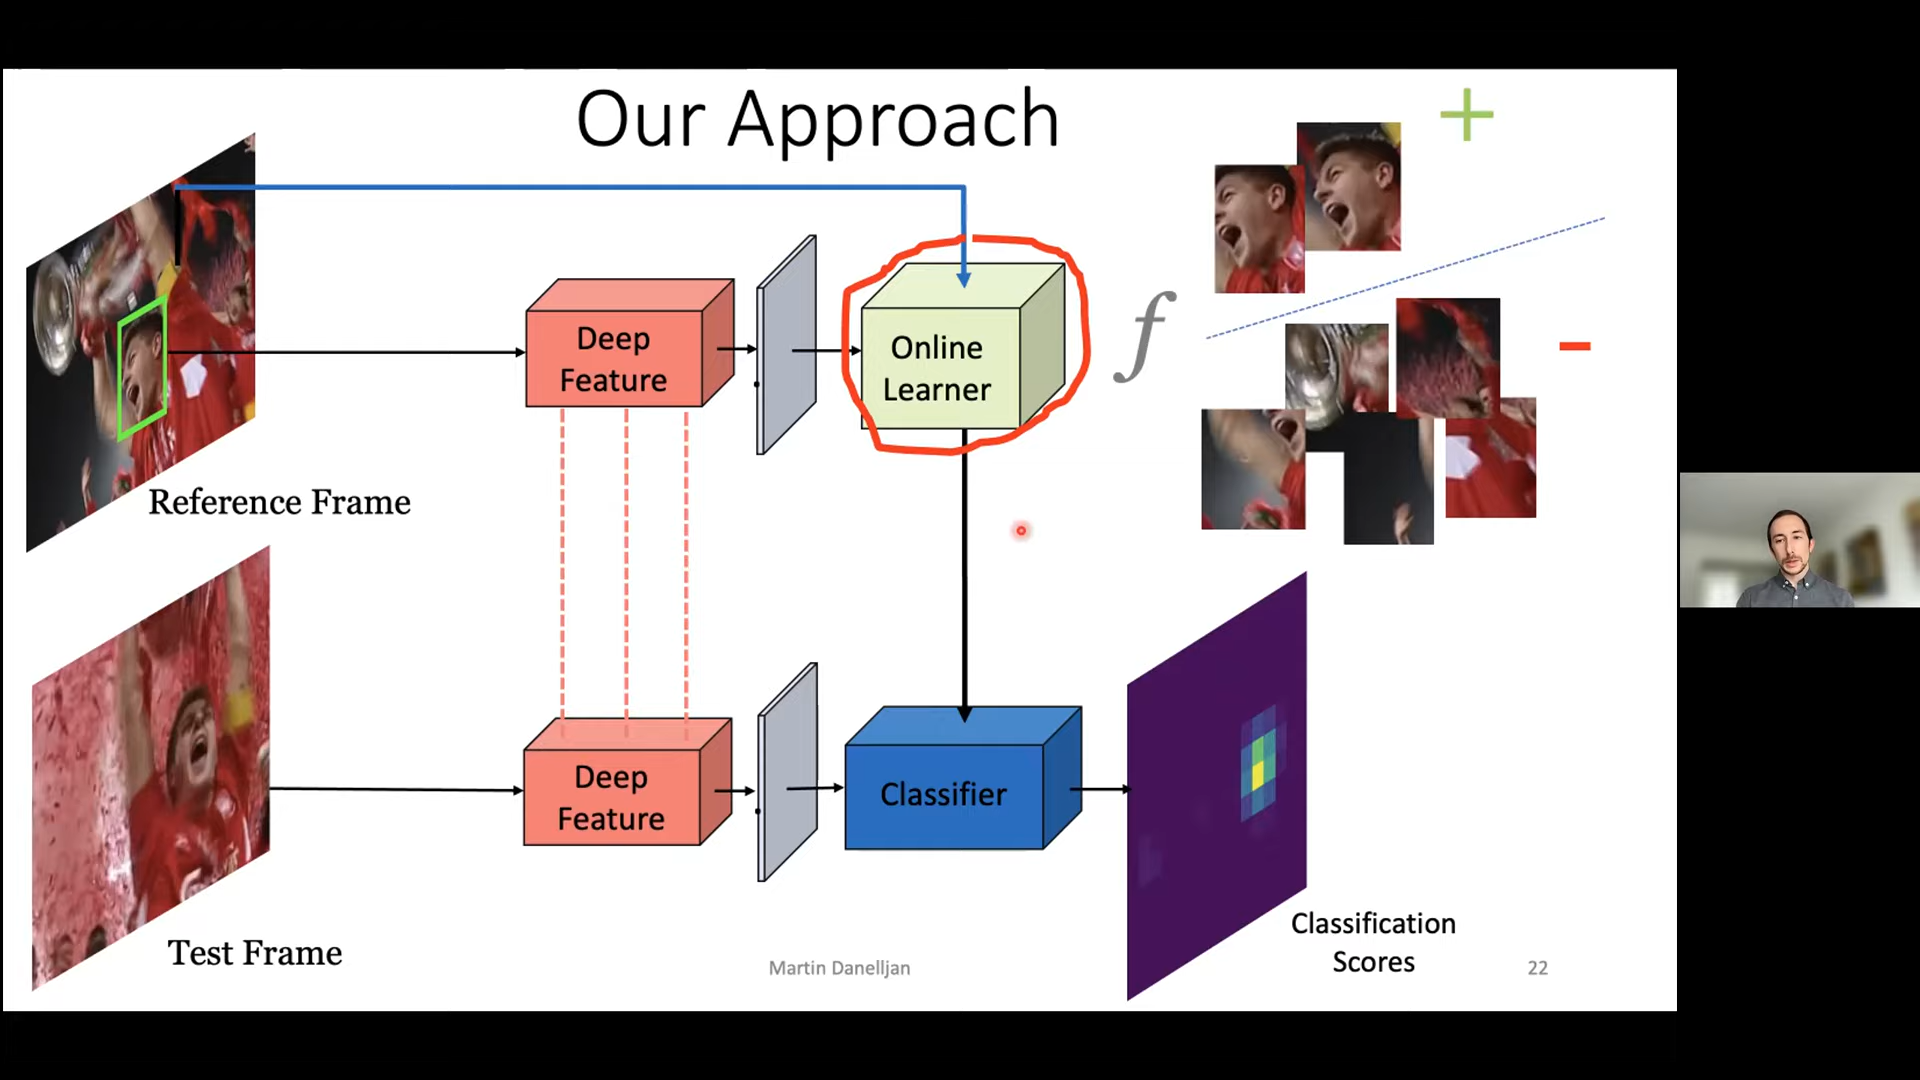 Our Approach
+
Deep
Feature
Online
Learner
f
-
Reference Frame
Deep
Feature
Classifier
Test Frame
Classification
Scores
Martin Danelljan
22